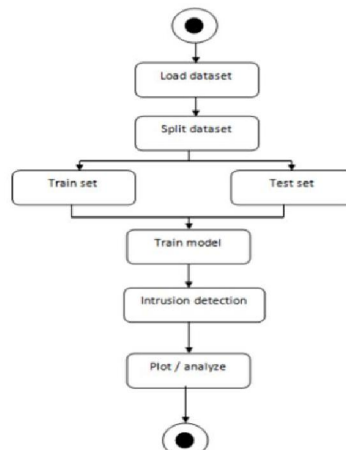 Load dataset
Split dataset
Train set
Test set
Train model
Intrusion detection
Plot / analyze